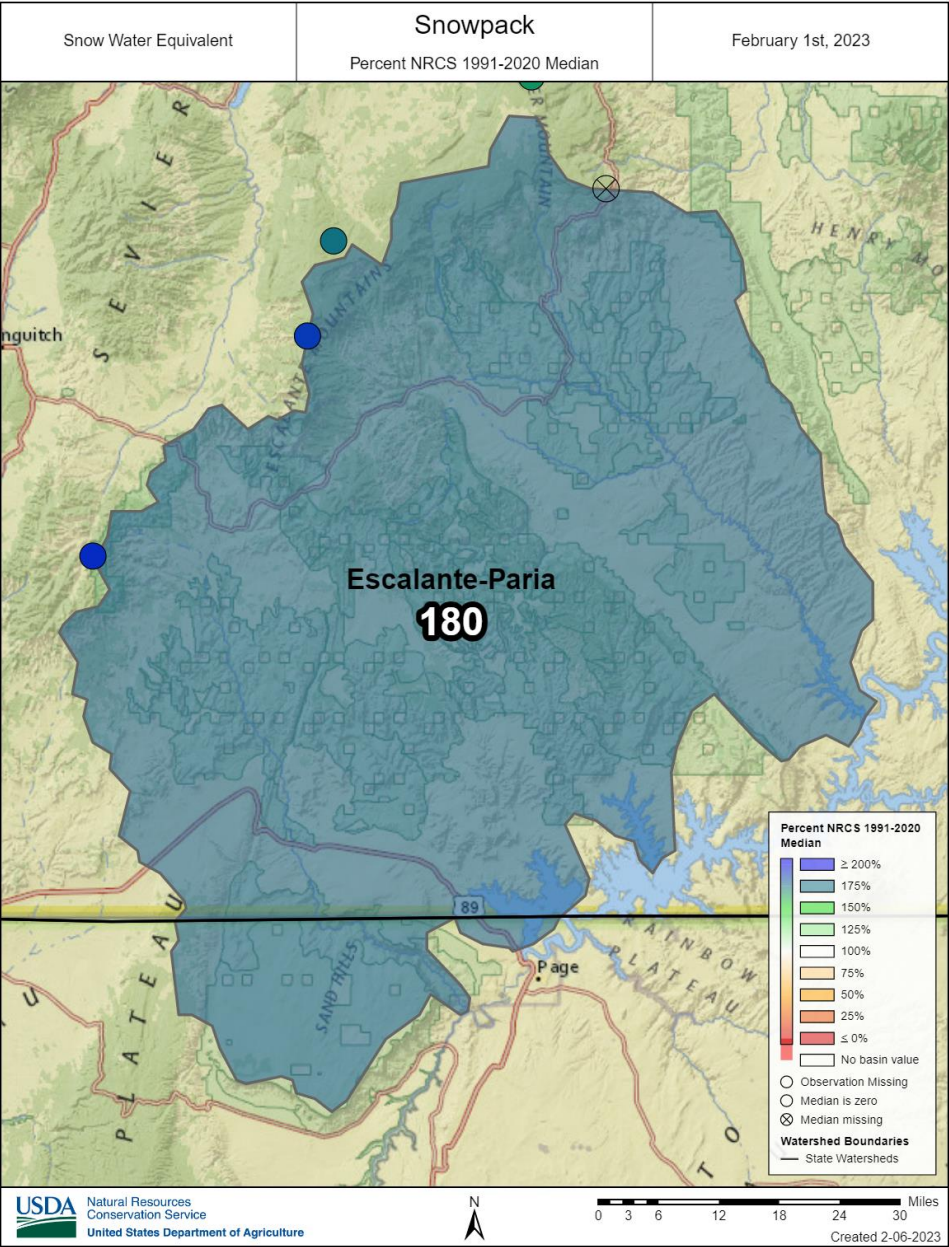 Snow Water Equivalent
Snowpack
Percent NRCS 1991-2020 Median
February 1st, 2023
SEVIER
MOUNTAIN
HENRY MO
nguitch
ESCALANT
OUNTAINS
Escalante-Paria
180
89
Page
RAINBOW
PLATEAU
SAND HILLS
U
PLATEAU
TO
Percent NRCS 1991-2020
Median
≥ 200%
175%
150%
125%
100%
75%
50%
25%
≤ 0%
No basin value
Observation Missing
Median is zero
Median missing
Watershed Boundaries
State Watersheds
USDA
Natural Resources
Conservation Service
United States Department of Agriculture
N
Miles
0 3 6 12 18 24 30
Created 2-06-2023